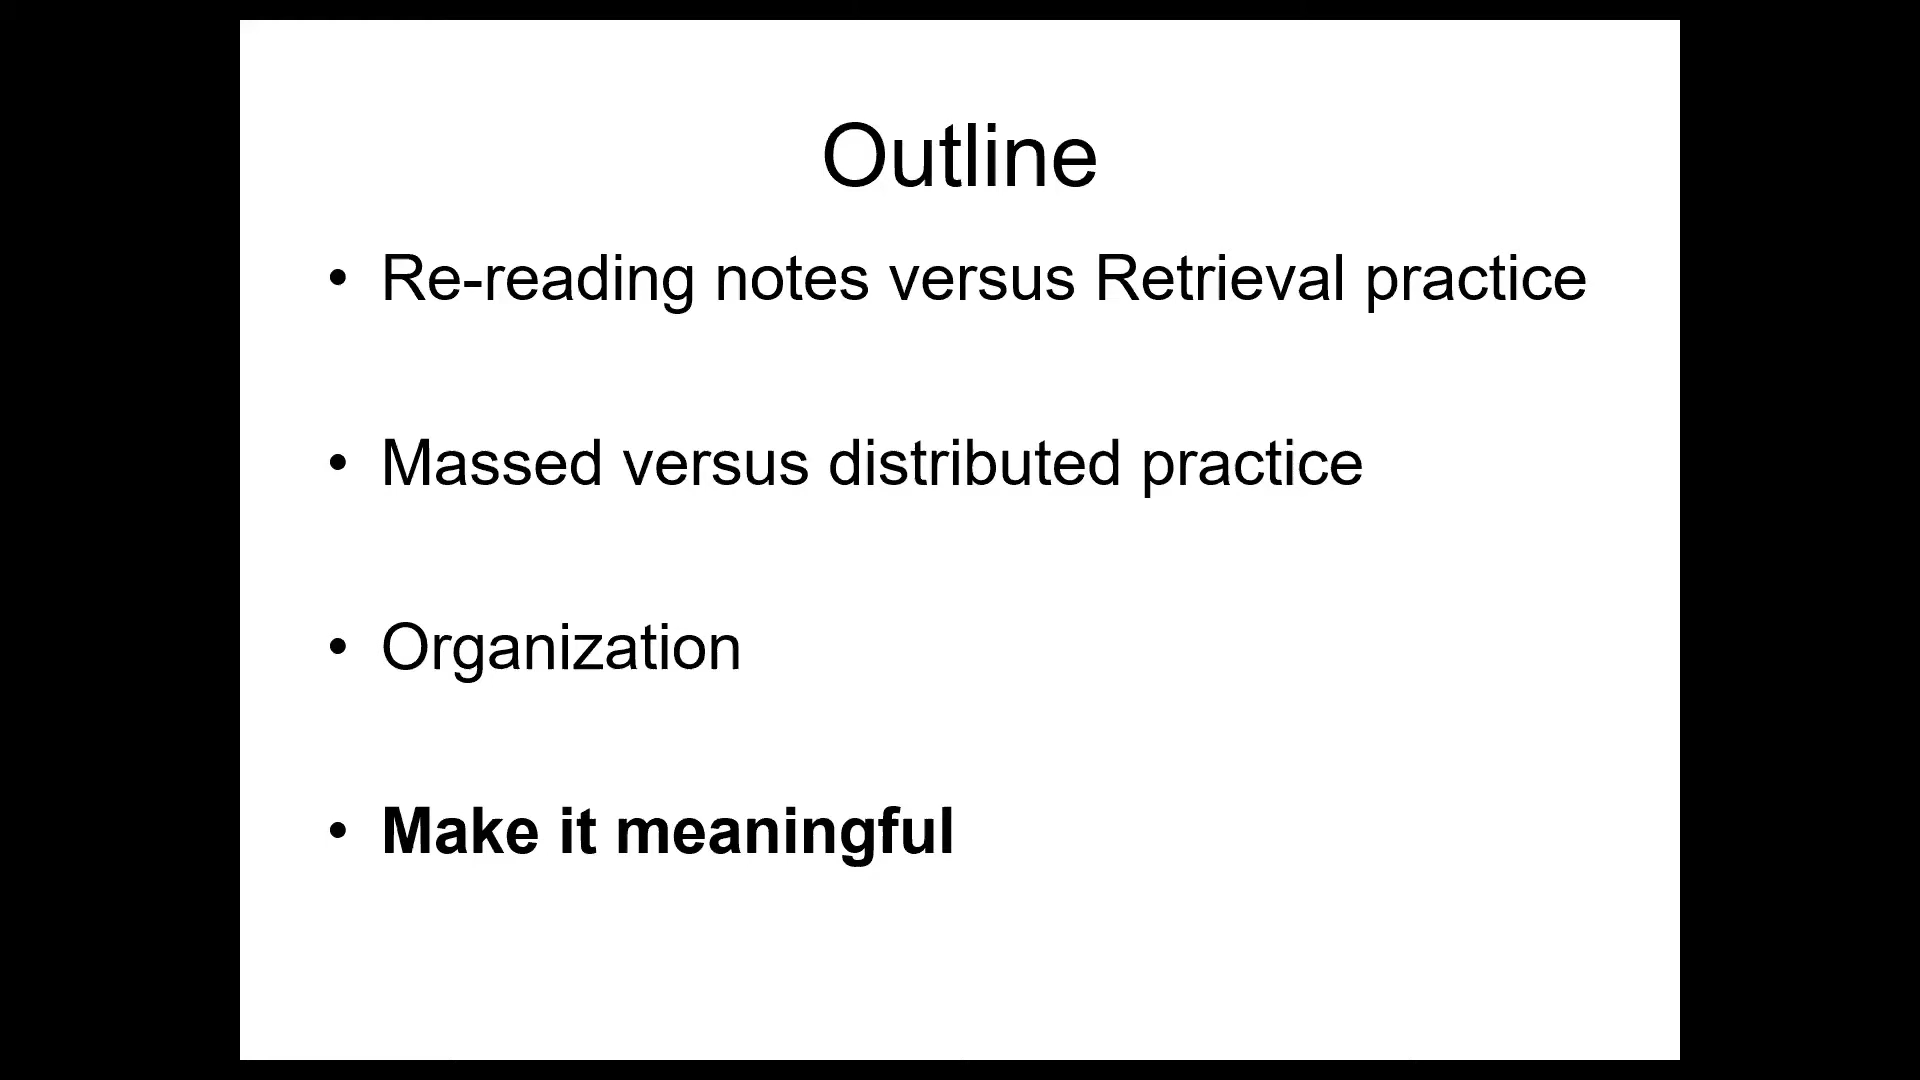 Outline
• Re-reading notes versus Retrieval practice
• Massed versus distributed practice
• Organization
• Make it meaningful